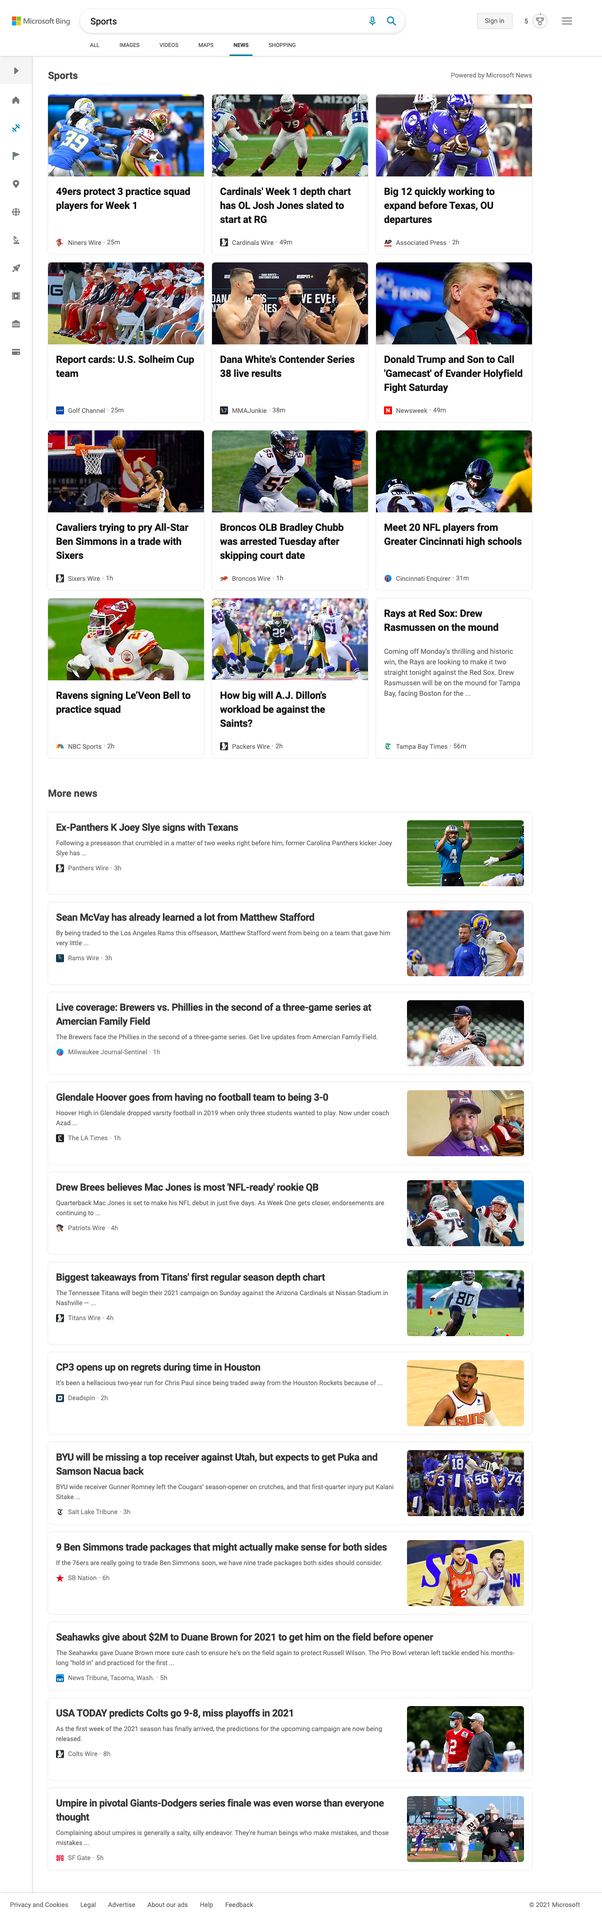 Microsoft Bing
Sports
Sign in
5
ALL IMAGES VIDEOS MAPS NEWS SHOPPING
Sports
Powered by Microsoft News
49ers protect 3 practice squad
players for Week 1
Niners Wire · 25m
Cardinals' Week 1 depth chart
has OL Josh Jones slated to
start at RG
Cardinals Wire · 49m
Big 12 quickly working to
expand before Texas, OU
departures
AP Associated Press · 2h
Report cards: U.S. Solheim Cup
team
Golf Channel · 25m
Dana White's Contender Series
38 live results
MMAJunkie · 38m
Donald Trump and Son to Call
'Gamecast' of Evander Holyfield
Fight Saturday
Newsweek · 49m
Cavaliers trying to pry All-Star
Ben Simmons in a trade with
Sixers
Sixers Wire · 1h
Broncos OLB Bradley Chubb
was arrested Tuesday after
skipping court date
Broncos Wire · 1h
Meet 20 NFL players from
Greater Cincinnati high schools
Cincinnati Enquirer · 31m
Ravens signing Le'Veon Bell to
practice squad
NBC Sports · 2h
How big will A.J. Dillon's
workload be against the
Saints?
Packers Wire · 2h
Rays at Red Sox: Drew
Rasmussen on the mound
Coming off Monday's thrilling and historic
win, the Rays are looking to make it two
straight tonight against the Red Sox. Drew
Rasmussen will be on the mound for Tampa
Bay, facing Boston for the ...
Tampa Bay Times · 56m
More news
Ex-Panthers K Joey Slye signs with Texans
Following a preseason that crumbled in a matter of two weeks right before him, former Carolina Panthers kicker Joey
Slye has ...
Panthers Wire · 3h
Sean McVay has already learned a lot from Matthew Stafford
By being traded to the Los Angeles Rams this offseason, Matthew Stafford went from being on a team that gave him
very little ...
Rams Wire · 3h
Live coverage: Brewers vs. Phillies in the second of a three-game series at
Amercian Family Field
The Brewers face the Phillies in the second of a three-game series. Get live updates from Amercian Family Field.
Milwaukee Journal-Sentinel · 1h
Glendale Hoover goes from having no football team to being 3-0
Hoover High in Glendale dropped varsity football in 2019 when only three students wanted to play. Now under coach
Azad ...
The LA Times · 1h
Drew Brees believes Mac Jones is most 'NFL-ready' rookie QB
Quarterback Mac Jones is set to make his NFL debut in just five days. As Week One gets closer, endorsements are
continuing to ...
Patriots Wire · 4h
Biggest takeaways from Titans' first regular season depth chart
The Tennessee Titans will begin their 2021 campaign on Sunday against the Arizona Cardinals at Nissan Stadium in
Nashville — ...
Titans Wire · 4h
CP3 opens up on regrets during time in Houston
It's been a hellacious two-year run for Chris Paul since being traded away from the Houston Rockets because of ...
Deadspin · 2h
BYU will be missing a top receiver against Utah, but expects to get Puka and
Samson Nacua back
BYU wide receiver Gunner Romney left the Cougars' season-opener on crutches, and that first-quarter injury put Kalani
Sitake ...
Salt Lake Tribune · 3h
9 Ben Simmons trade packages that might actually make sense for both sides
If the 76ers are really going to trade Ben Simmons soon, we have nine trade packages both sides should consider.
SB Nation · 6h
Seahawks give about $2M to Duane Brown for 2021 to get him on the field before opener
The Seahawks gave Duane Brown more sure cash to ensure he's on the field again to protect Russell Wilson. The Pro Bowl veteran left tackle ended his months-
long "hold in" and practiced for the first ...
News Tribune, Tacoma, Wash. · 5h
USA TODAY predicts Colts go 9-8, miss playoffs in 2021
As the first week of the 2021 season has finally arrived, the predictions for the upcoming campaign are now being
released.
Colts Wire · 8h
Umpire in pivotal Giants-Dodgers series finale was even worse than everyone
thought
Complaining about umpires is generally a salty, silly endeavor. They're human beings who make mistakes, and those
mistakes ...
SF Gate · 5h
Privacy and Cookies Legal Advertise About our ads Help Feedback
© 2021 Microsoft